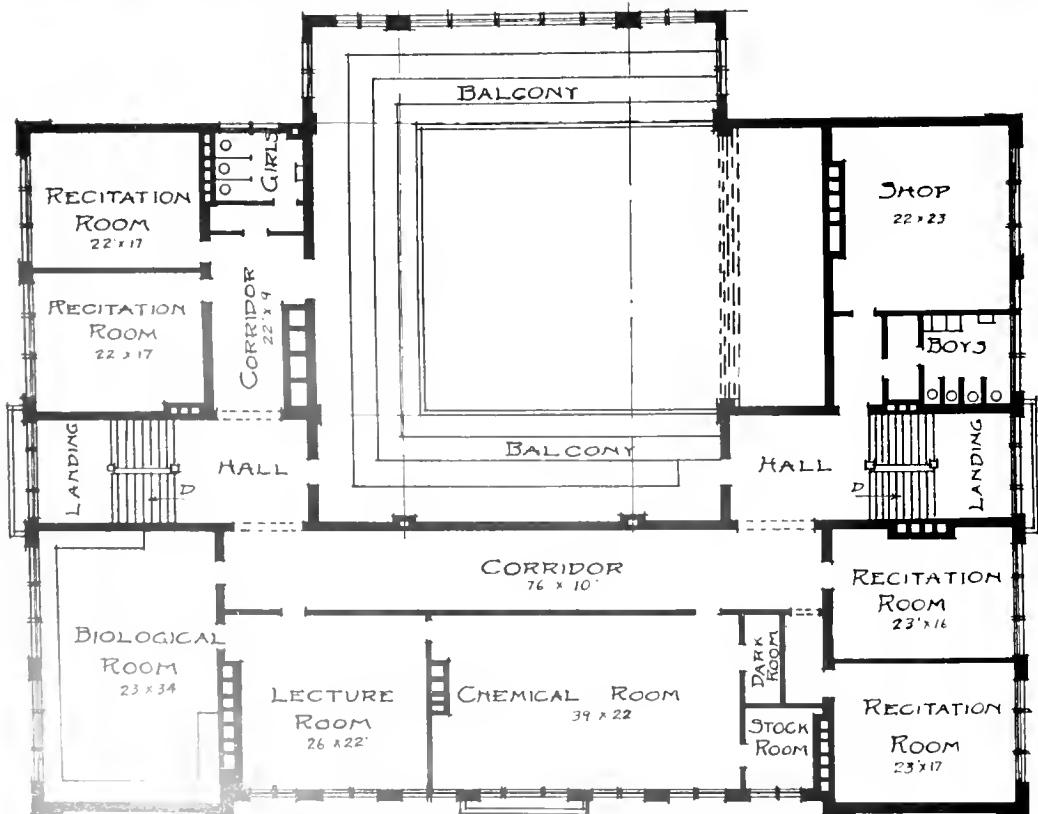 BALCONY
RECITATION
ROOM
22'x17
GIRLS
SHOP
22x23
RECITATION
ROOM
22x17
CORRIDOR
22'x9
BOYS
LANDING
HALL
D
BALCONY
HALL
D
LANDING
CORRIDOR
76 x 10'
RECITATION
ROOM
23'x16
BIOLOGICAL
ROOM
23x34
LECTURE
ROOM
26x22'
CHEMICAL ROOM
39x22
DARK
ROOM
STOCK
ROOM
RECITATION
ROOM
23'x17